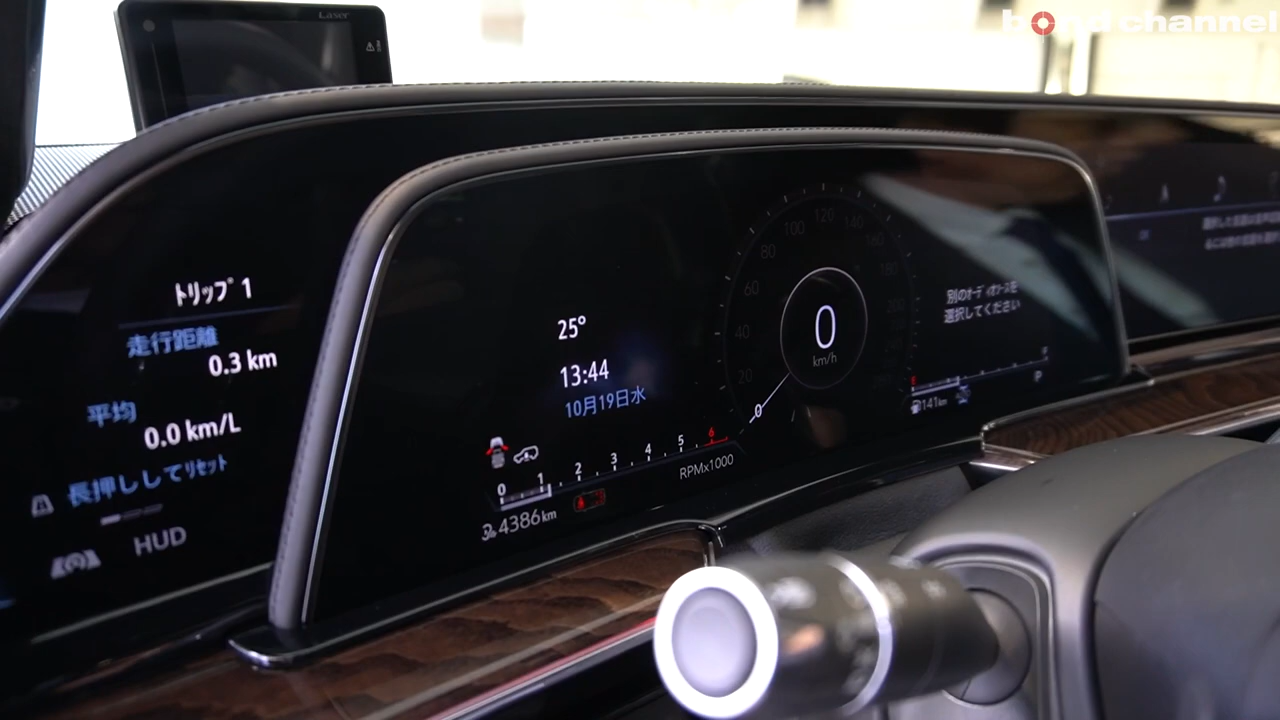 Laser
bond channel
トリップ 1
走行距離
0.3 km
平均
0.0 km/L
長押ししてリセット
HUD
25°
13:44
10月19日水
0 1 2 3 4 5 6
RPMx1000
4386km
0 20 40 60 80 100 120 140 160 180
0
km/h
別のオーディオソースを
選択してください
E F
141km
P